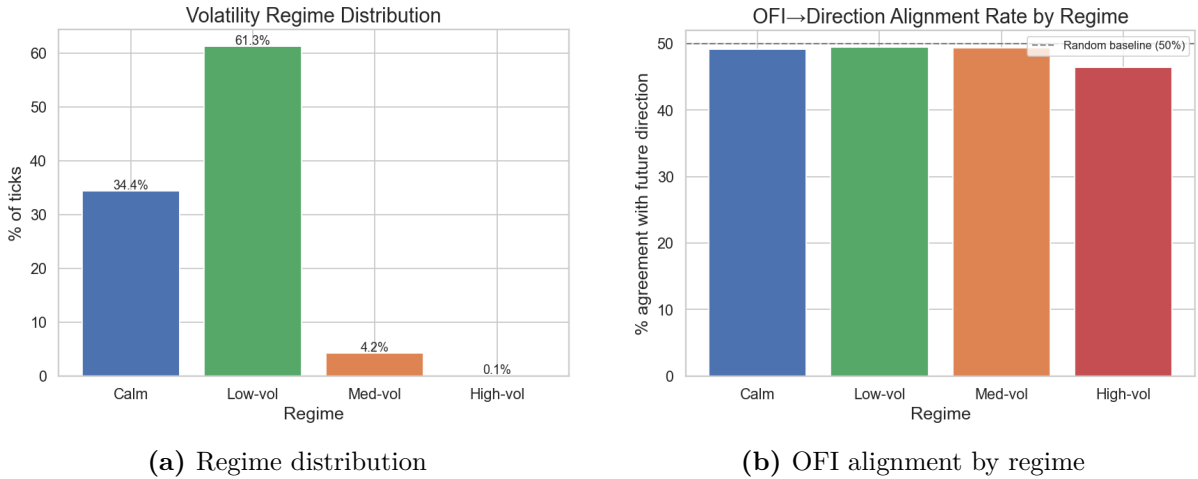 Volatility Regime Distribution
% of ticks
60
50
40
30
20
10
0
34.4%
61.3%
4.2%
0.1%
Calm
Low-vol
Med-vol
High-vol
Regime
(a) Regime distribution
OFI→Direction Alignment Rate by Regime
% agreement with future direction
50
40
30
20
10
0
Random baseline (50%)
Calm
Low-vol
Med-vol
High-vol
Regime
(b) OFI alignment by regime